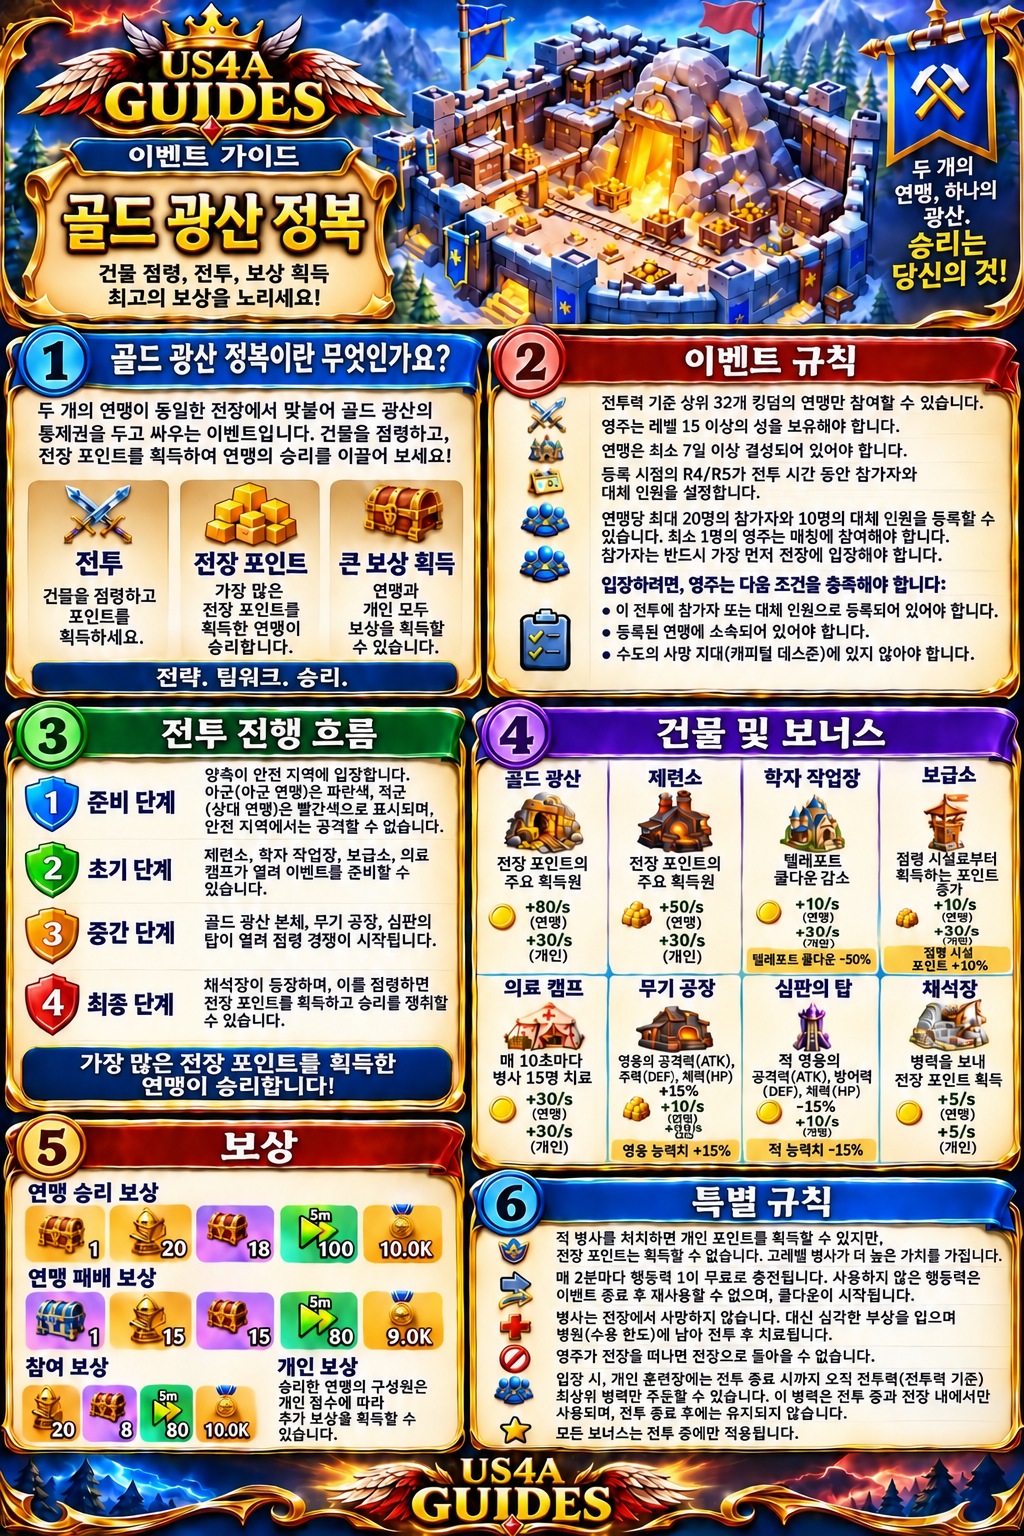 US4A
GUIDES
이벤트 가이드
골드 광산 정복
건물 점령, 전투, 보상 획득
최고의 보상을 노리세요!
두 개의
연맹, 하나의
광산.
승리는
당신의 것!
1
골드 광산 정복이란 무엇인가요?
두 개의 연맹이 동일한 전장에서 맞붙어 골드 광산의
통제권을 두고 싸우는 이벤트입니다. 건물을 점령하고,
전장 포인트를 획득하여 연맹의 승리를 이끌어 보세요!
전투
건물을 점령하고
포인트를
획득하세요.
전장 포인트
가장 많은
전장 포인트를
획득한 연맹이
승리합니다.
큰 보상 획득
연맹과
개인 모두
보상을 획득할
수 있습니다.
전략. 팀워크. 승리.
2
이벤트 규칙
전투력 기준 상위 32개 킹덤의 연맹만 참여할 수 있습니다.
영주는 레벨 15 이상의 성을 보유해야 합니다.
연맹은 최소 7일 이상 결성되어 있어야 합니다.
등록 시점의 R4/R5가 전투 시간 동안 참가자와
대체 인원을 설정합니다.
연맹당 최대 20명의 참가자와 10명의 대체 인원을 등록할 수
있습니다. 최소 1명의 영주는 매칭에 참여해야 합니다.
참가자는 반드시 가장 먼저 전장에 입장해야 합니다.
입장하려면, 영주는 다음 조건을 충족해야 합니다:
• 이 전투에 참가자 또는 대체 인원으로 등록되어 있어야 합니다.
• 등록된 연맹에 소속되어 있어야 합니다.
• 수도의 사망 지대(캐피털 데스존)에 있지 않아야 합니다.
3
전투 진행 흐름
1
준비 단계
양측이 안전 지역에 입장합니다.
아군(아군 연맹)은 파란색, 적군
(상대 연맹)은 빨간색으로 표시되며,
안전 지역에서는 공격할 수 없습니다.
2
초기 단계
제련소, 학자 작업장, 보급소, 의료
캠프가 열려 이벤트를 준비할 수
있습니다.
3
중간 단계
골드 광산 본체, 무기 공장, 심판의
탑이 열려 점령 경쟁이 시작됩니다.
4
최종 단계
채석장이 등장하며, 이를 점령하면
전장 포인트를 획득하고 승리를 쟁취할
수 있습니다.
가장 많은 전장 포인트를 획득한
연맹이 승리합니다!
4
건물 및 보너스
골드 광산
전장 포인트의
주요 획득원
+80/s
(연맹)
+30/s
(개인)
제련소
전장 포인트의
주요 획득원
+50/s
(연맹)
+30/s
(개인)
학자 작업장
텔레포트
쿨다운 감소
+10/s
(연맹)
+30/s
(개인)
텔레포트 쿨다운 -50%
보급소
점령 시설로부터
획득하는 포인트
증가
+10/s
(연맹)
+30/s
(개인)
점령 시설
포인트 +10%
의료 캠프
매 10초마다
병사 15명 치료
+30/s
(연맹)
+30/s
(개인)
무기 공장
영웅의 공격력(ATK),
주력(DEF), 체력(HP)
+15%
+10/s
영웅 능력치 +15%
심판의 탑
적 영웅의
공격력(ATK), 방어력
(DEF), 체력(HP)
-15%
+10/s
(개인)
적 능력치 -15%
채석장
병력을 보내
전장 포인트 획득
+5/s
(연맹)
+5/s
(개인)
5
보상
연맹 승리 보상
1
20
18
5m
100
10.0K
연맹 패배 보상
1
15
15
5m
80
9.0K
참여 보상
20
8
5m
80
10.0K
개인 보상
승리한 연맹의 구성원은
개인 점수에 따라
추가 보상을 획득할 수
있습니다.
6
특별 규칙
적 병사를 처치하면 개인 포인트를 획득할 수 있지만,
전장 포인트는 획득할 수 없습니다. 고레벨 병사가 더 높은 가치를 가집니다.
매 2분마다 행동력 1이 무료로 충전됩니다. 사용하지 않은 행동력은
이벤트 종료 후 재사용할 수 없으며, 쿨다운이 시작됩니다.
병사는 전장에서 사망하지 않습니다. 대신 심각한 부상을 입으며
병원(수용 한도)에 남아 전투 후 치료됩니다.
영주가 전장을 떠나면 전장으로 돌아올 수 없습니다.
입장 시, 개인 훈련장에는 전투 종료 시까지 오직 전투력(전투력 기준)
최상위 병력만 주둔할 수 있습니다. 이 병력은 전투 중과 전장 내에서만
사용되며, 전투 종료 후에는 유지되지 않습니다.
모든 보너스는 전투 중에만 적용됩니다.
US4A
GUIDES